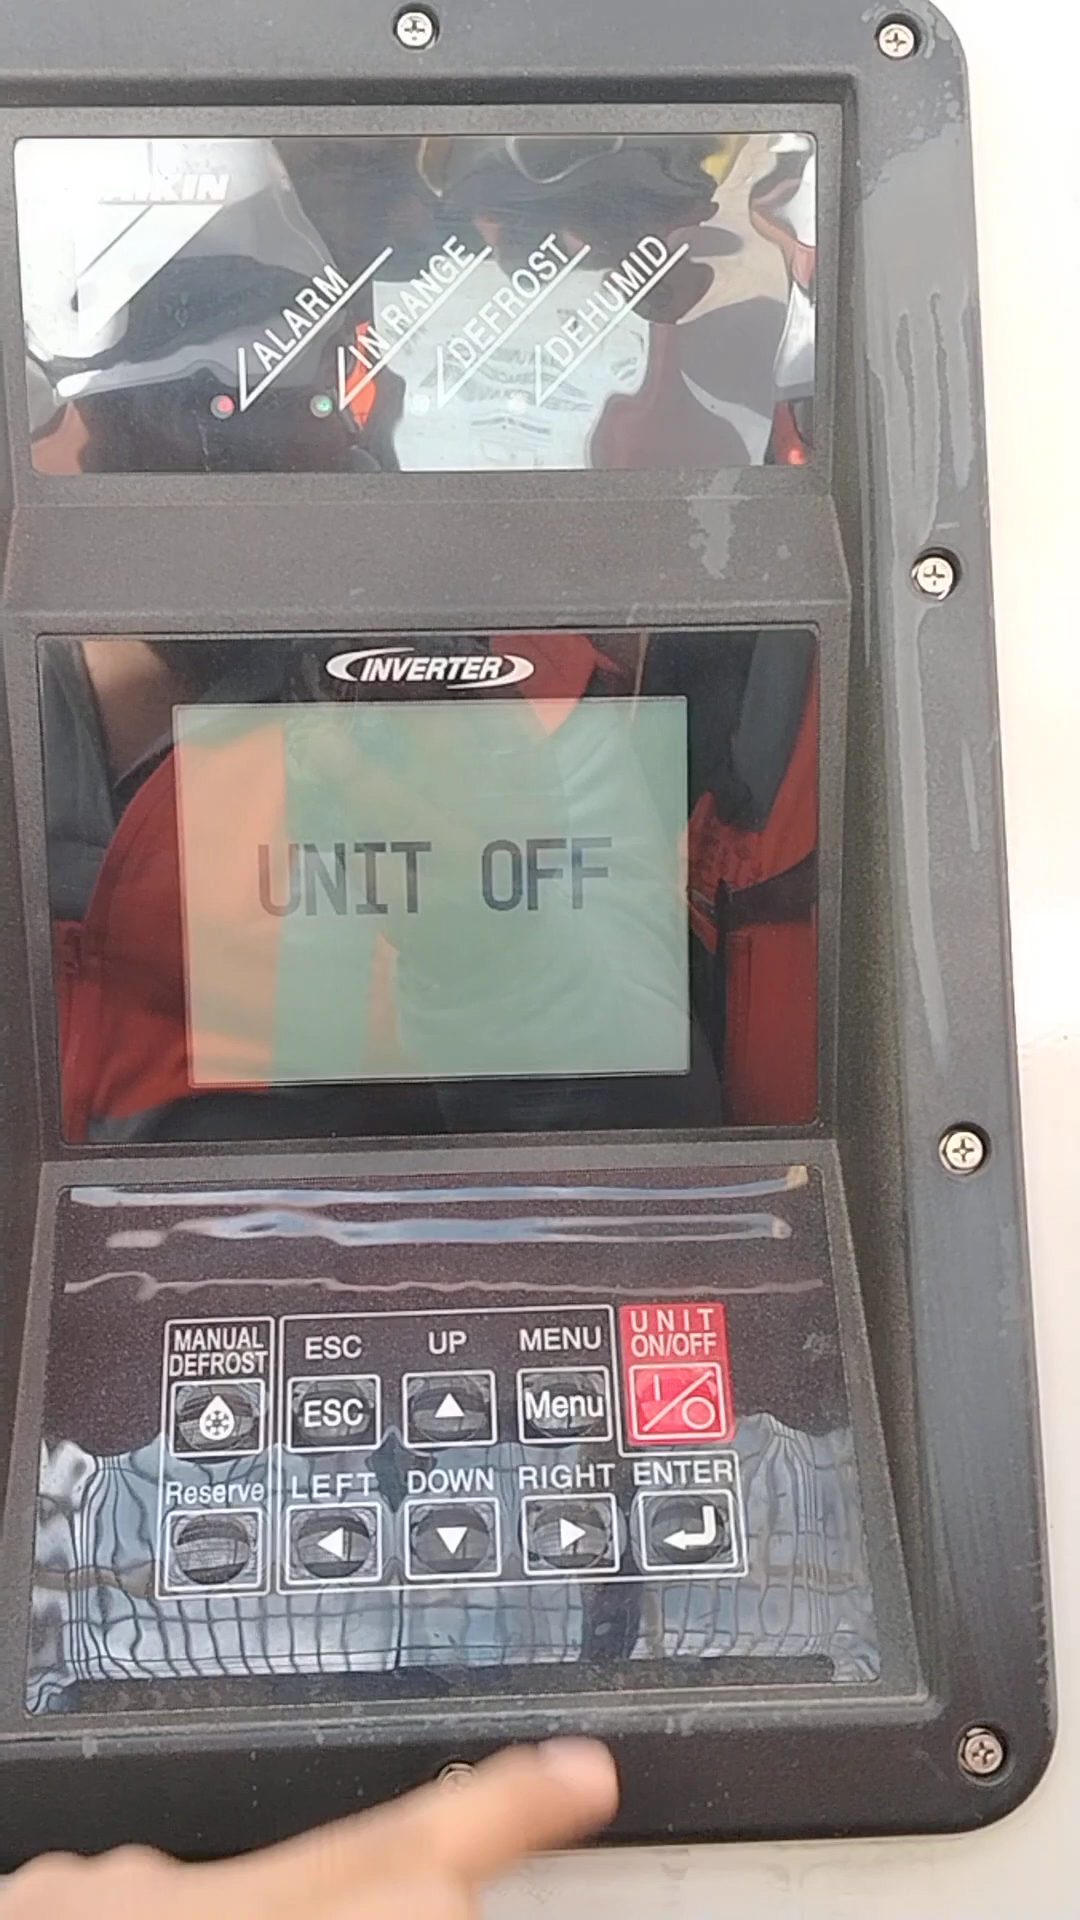 ALARM
IN RANGE
DEFROST
DEHUMID
INVERTER
UNIT OFF
MANUAL
DEFROST
ESC
UP
MENU
UNIT
ON/OFF
ESC
Menu
Reserve
LEFT
DOWN
RIGHT
ENTER